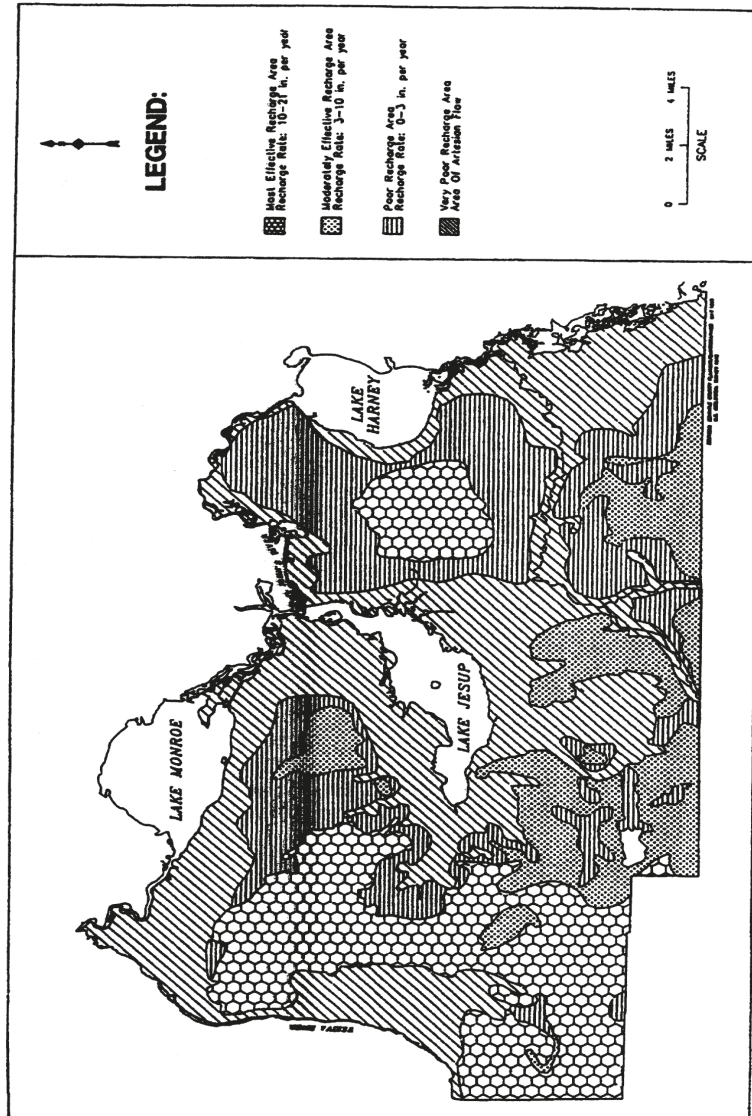 LEGEND:
Most Effective Recharge Area
Recharge Rate: 10-21 in. per year
Moderately Effective Recharge Area
Recharge Rate: 3-10 in. per year
Poor Recharge Area
Recharge Rate: 0-3 in. per year
Very Poor Recharge Area
Area Of Artesian Flow
0 2 MILES 4 MILES
SCALE
LAKE MONROE
LAKE JESUP
LAKE
HARNEY